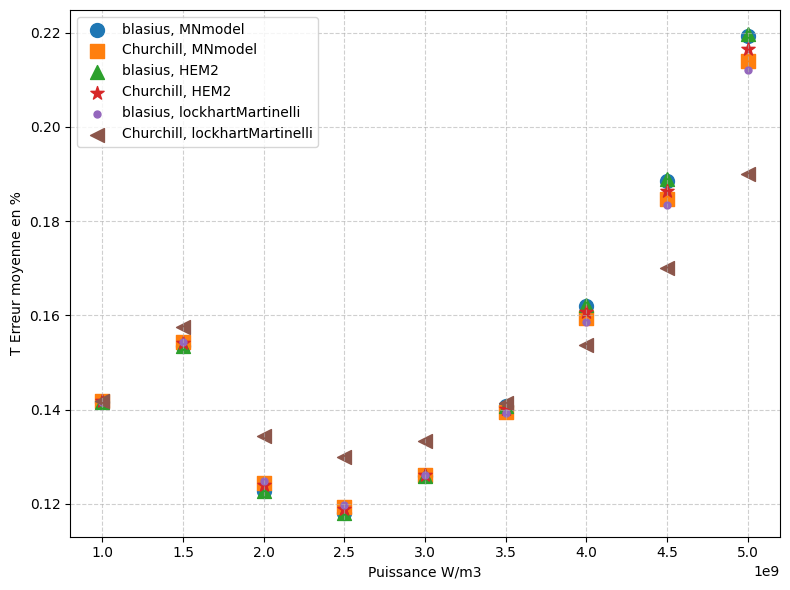 blasius, MNmodel
Churchill, MNmodel
blasius, HEM2
Churchill, HEM2
blasius, lockhartMartinelli
Churchill, lockhartMartinelli
T Erreur moyenne en %
0.22
0.20
0.18
0.16
0.14
0.12
1.0 1.5 2.0 2.5 3.0 3.5 4.0 4.5 5.0
1e9
Puissance W/m3